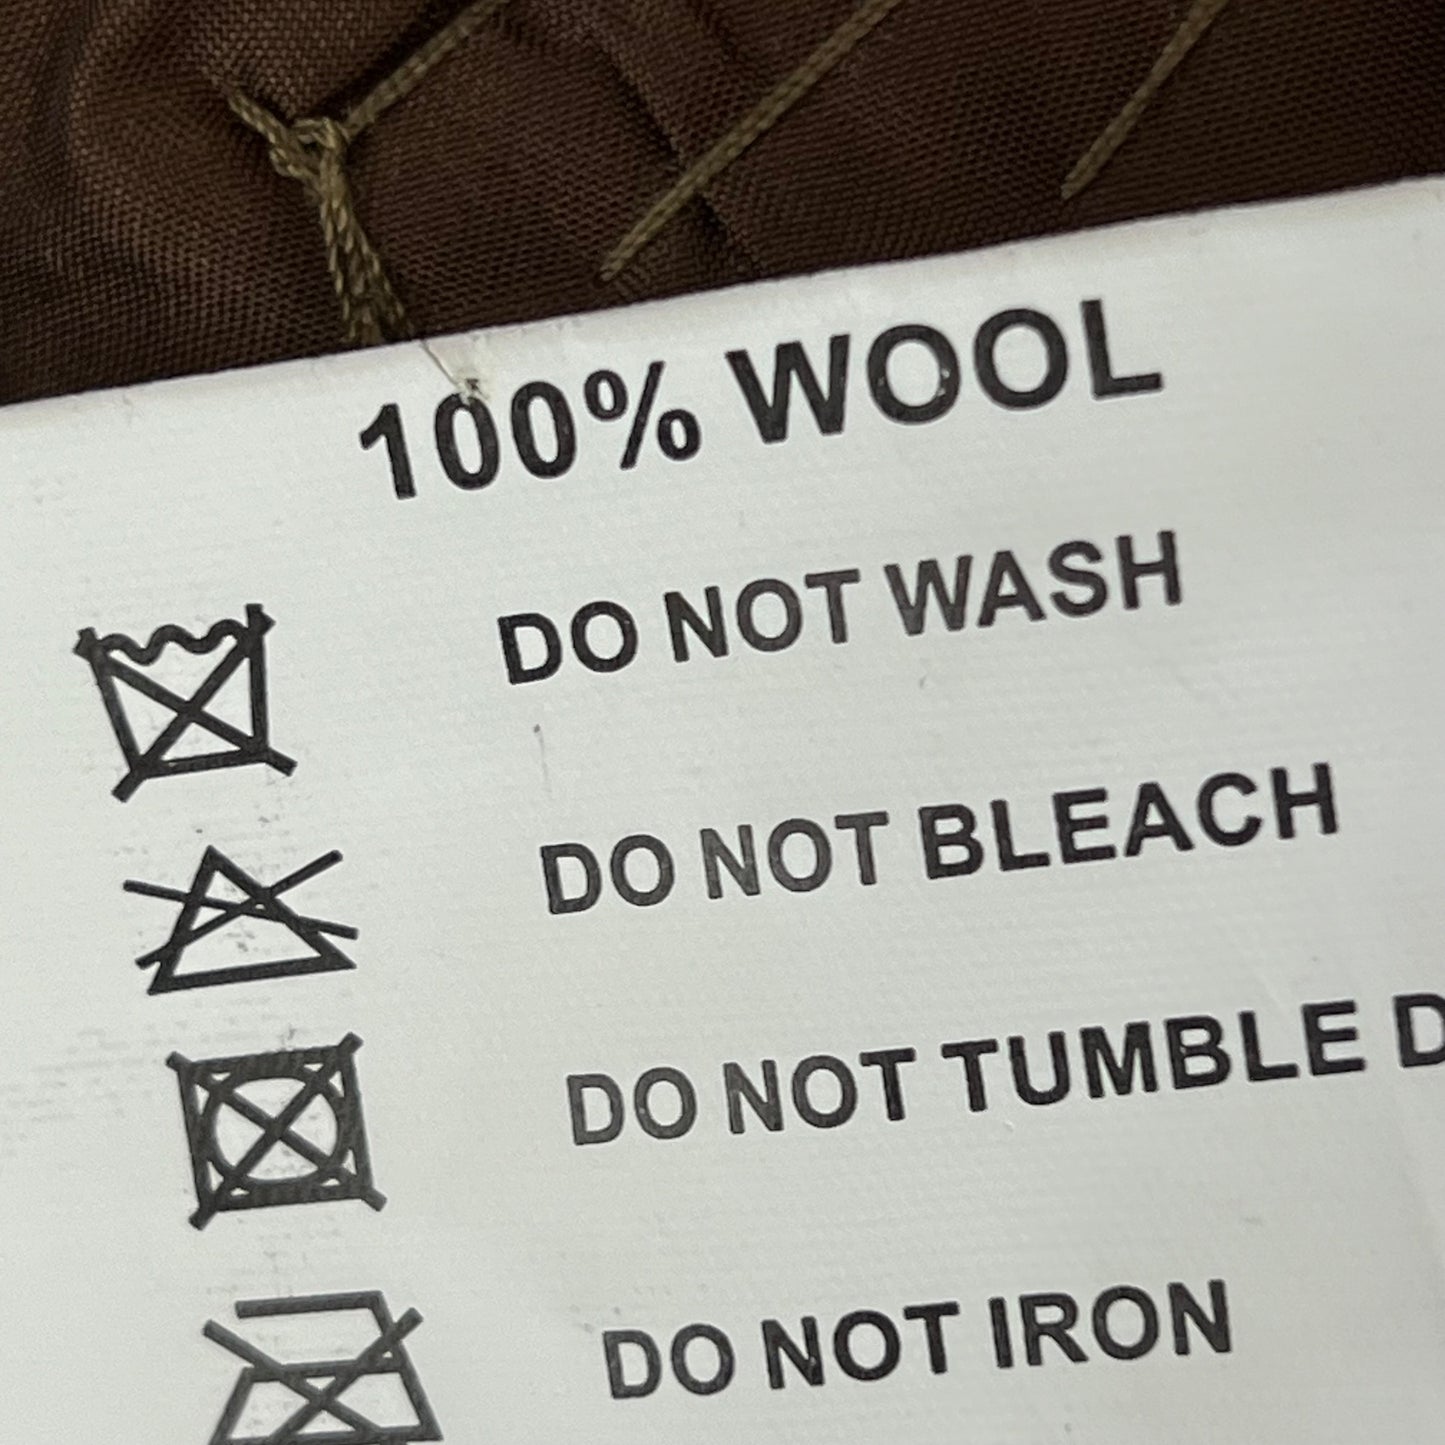 100% WOOL
DO NOT WASH
DO NOT BLEACH
DO NOT TUMBLE D
DO NOT IRON